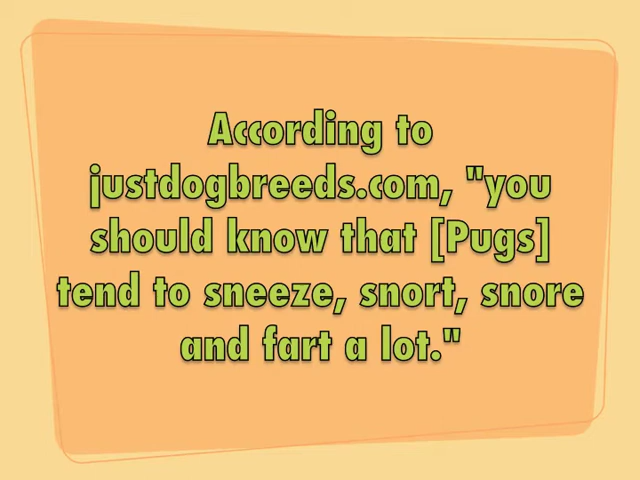 According to
justdogbreeds.com, "you
should know that [Pugs]
tend to sneeze, snort, snore
and fart a lot."